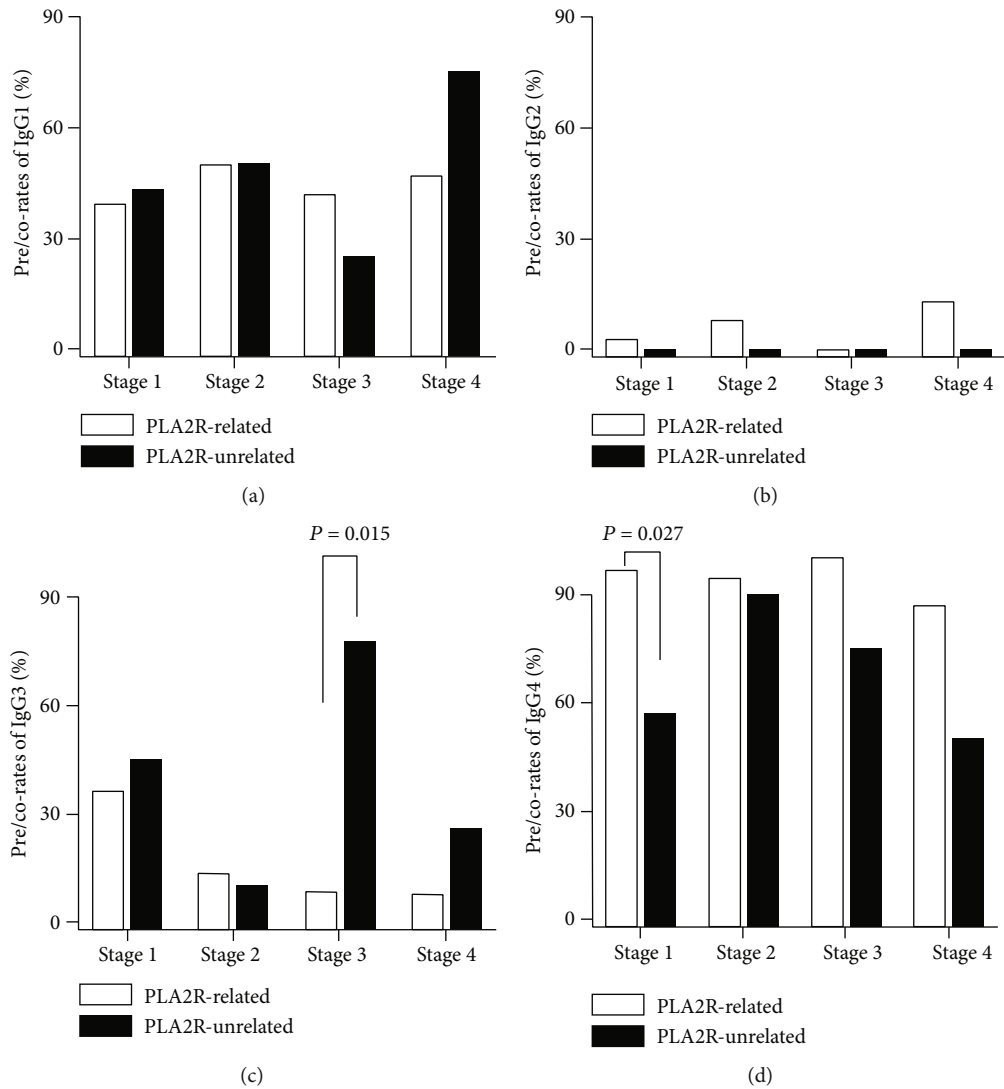 Pre/co-rates of IgG1 (%)
90
60
30
0
Stage 1 Stage 2 Stage 3 Stage 4
PLA2R-related
PLA2R-unrelated
(a)
Pre/co-rates of IgG2 (%)
90
60
30
0
Stage 1 Stage 2 Stage 3 Stage 4
PLA2R-related
PLA2R-unrelated
(b)
P = 0.015
Pre/co-rates of IgG3 (%)
90
60
30
0
Stage 1 Stage 2 Stage 3 Stage 4
PLA2R-related
PLA2R-unrelated
(c)
P = 0.027
Pre/co-rates of IgG4 (%)
90
60
30
0
Stage 1 Stage 2 Stage 3 Stage 4
PLA2R-related
PLA2R-unrelated
(d)